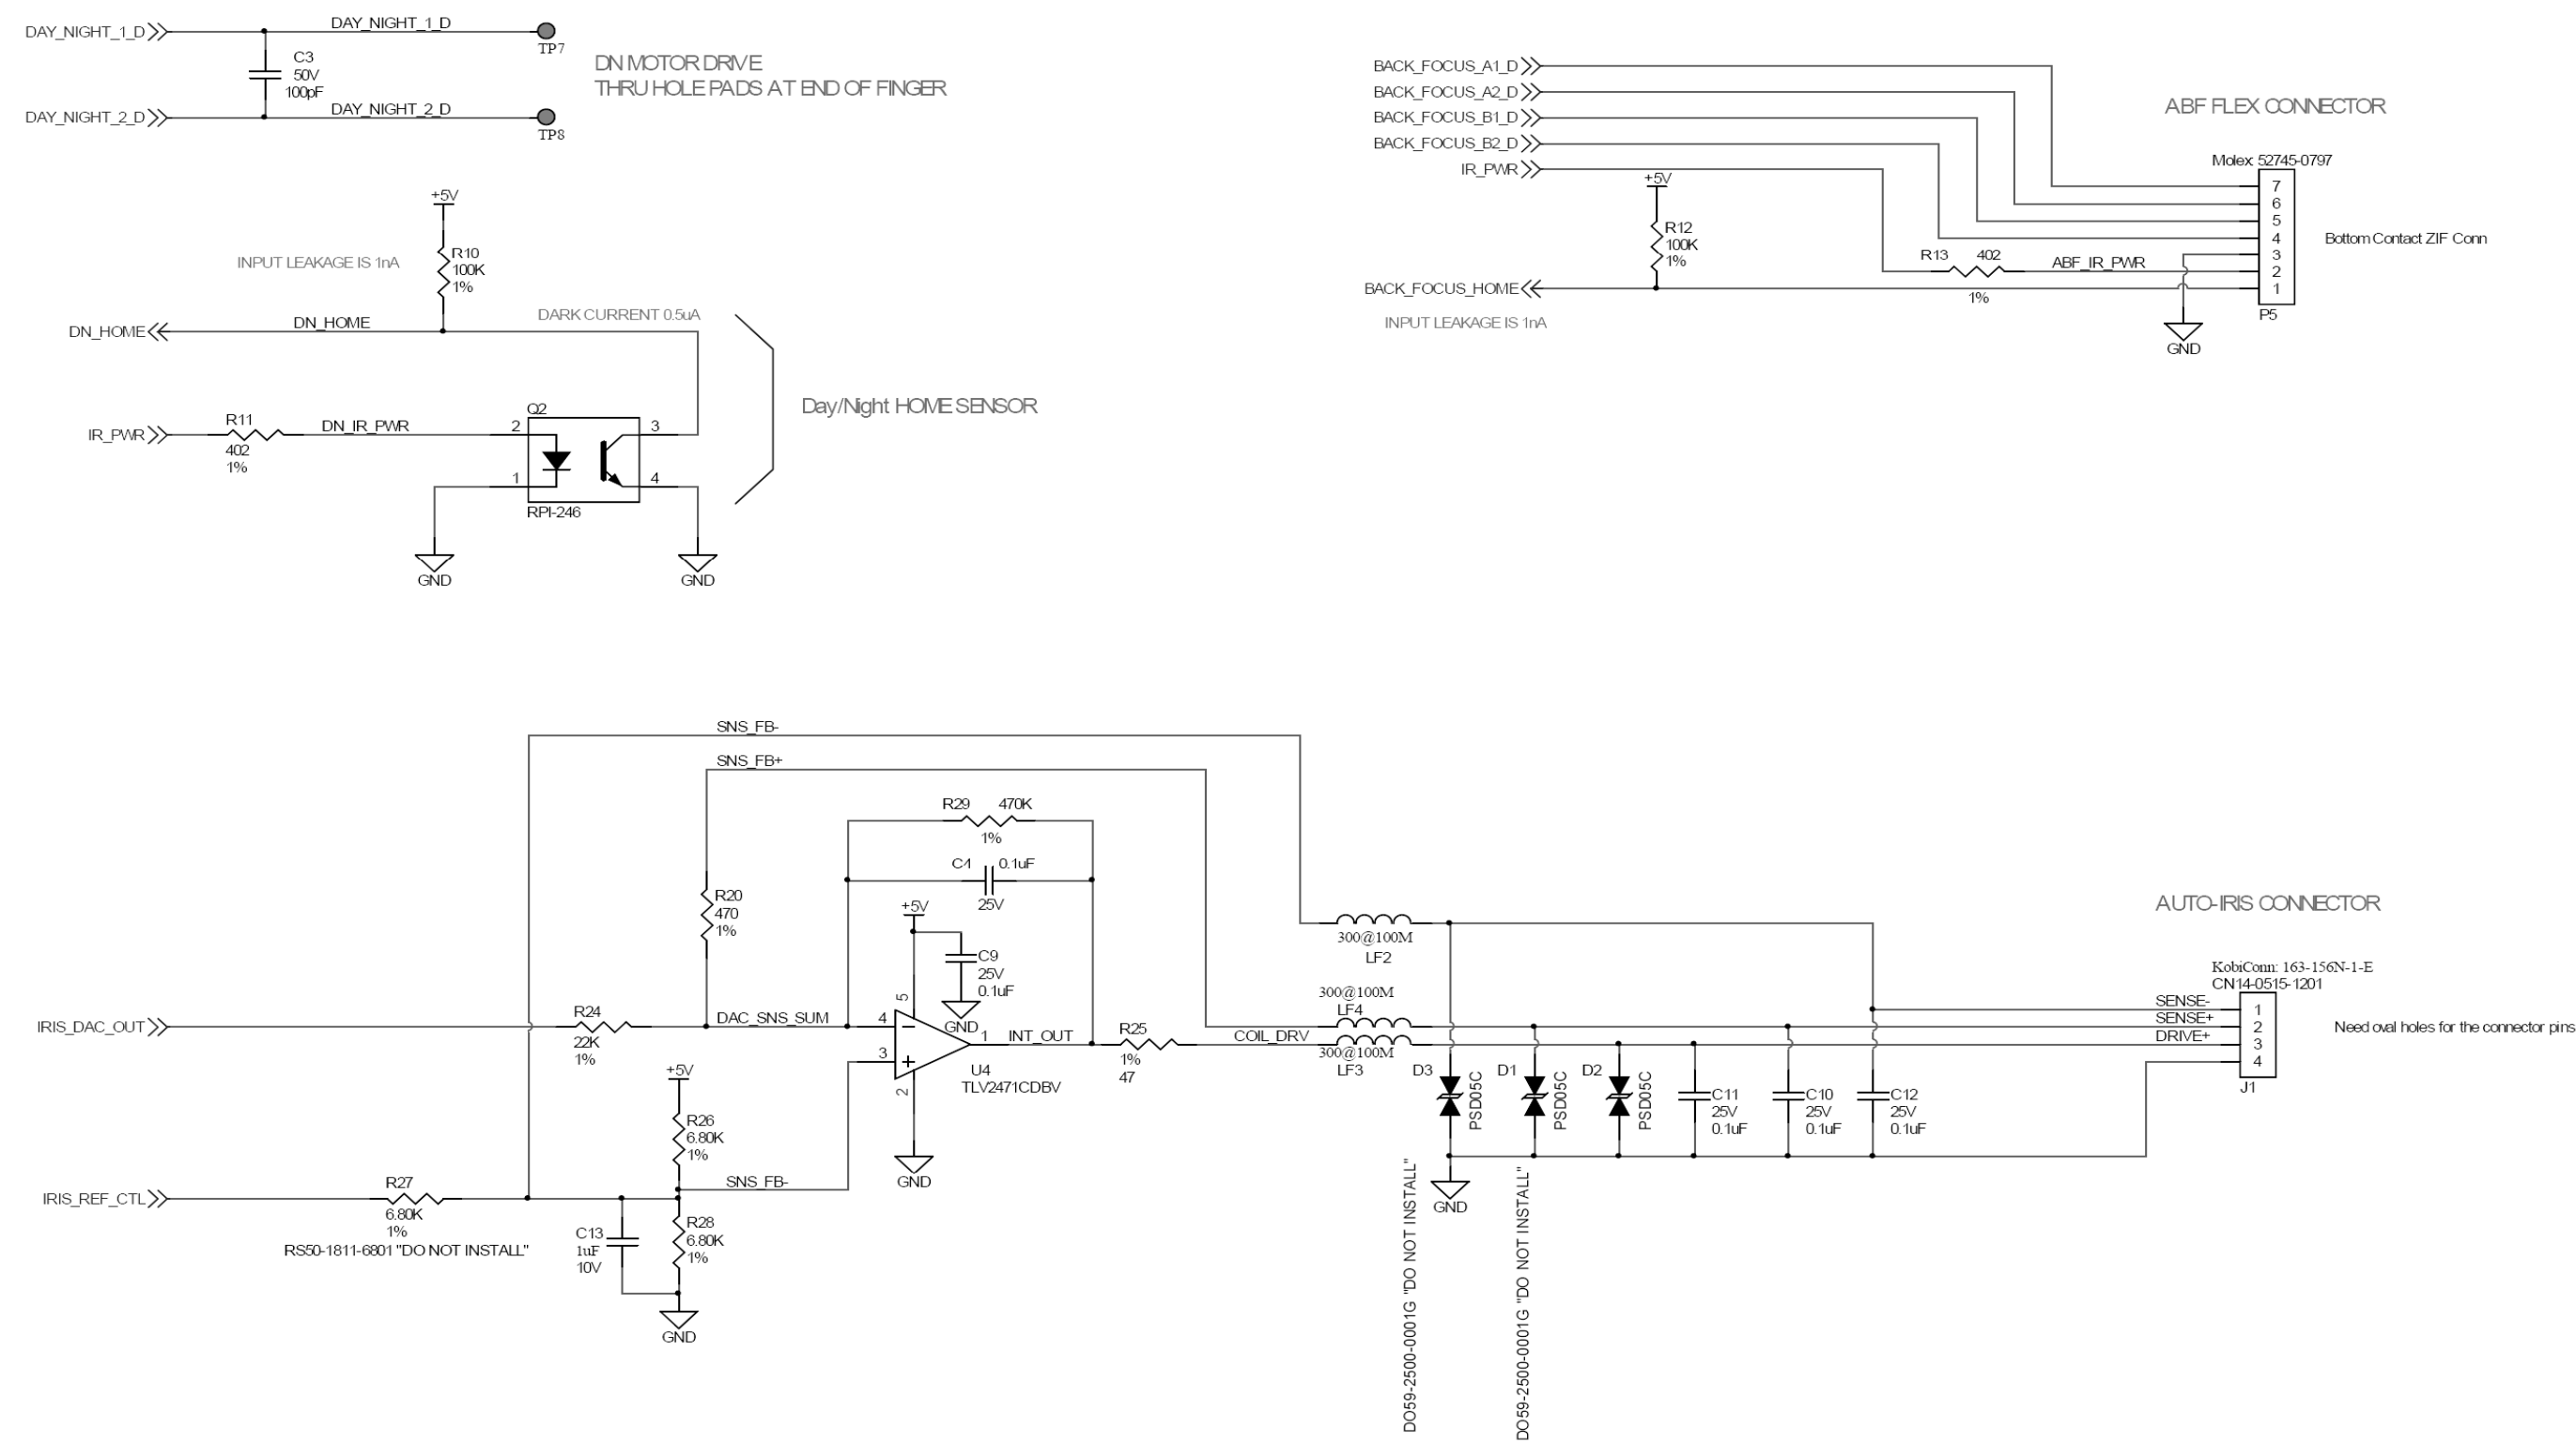 DAY_NIGHT_1_D
DAY_NIGHT_1_D
TP7
C3
50V
100pF
DAY_NIGHT_2_D
DAY_NIGHT_2_D
TP8
DN MOTOR DRIVE
THRU HOLE PADS AT END OF FINGER
+5V
R10
100K
1%
INPUT LEAKAGE IS 1nA
DN_HOME
DN_HOME
DARK CURRENT 0.5uA
Day/Night HOME SENSOR
IR_PWR
R11
402
1%
DN_IR_PWR
Q2
2
3
1
4
RPI-246
GND
GND
BACK_FOCUS_A1_D
BACK_FOCUS_A2_D
BACK_FOCUS_B1_D
BACK_FOCUS_B2_D
IR_PWR
+5V
R12
100K
1%
BACK_FOCUS_HOME
INPUT LEAKAGE IS 1nA
R13 402
1%
ABF_IR_PWR
ABF FLEX CONNECTOR
Molex 52745-0797
7
6
5
4
3
2
1
P5
Bottom Contact ZIF Conn
GND
SNS_FB-
SNS_FB+
R29 470K
1%
C4 0.1uF
25V
R20
470
1%
+5V
C9
25V
0.1uF
GND
IRIS_DAC_OUT
R24
22K
1%
DAC_SNS_SUM
5
4
3
1
2
INT_OUT
U4
TLV2471CDBV
GND
R25
1%
47
COIL_DRV
+5V
R26
6.80K
1%
SNS_FB-
IRIS_REF_CTL
R27
6.80K
1%
RS50-1811-6801 "DO NOT INSTALL"
C13
1uF
10V
R28
6.80K
1%
GND
300@100M
LF2
300@100M
LF4
300@100M
LF3
D3
PSD05C
D1
PSD05C
D2
PSD05C
C11
25V
0.1uF
C10
25V
0.1uF
C12
25V
0.1uF
GND
DO59-2500-0001G "DO NOT INSTALL"
DO59-2500-0001G "DO NOT INSTALL"
AUTO-IRIS CONNECTOR
KobiConn: 163-156N-1-E
CN14-0515-1201
SENSE-
SENSE+
DRIVE+
1
2
3
4
J1
Need oval holes for the connector pins